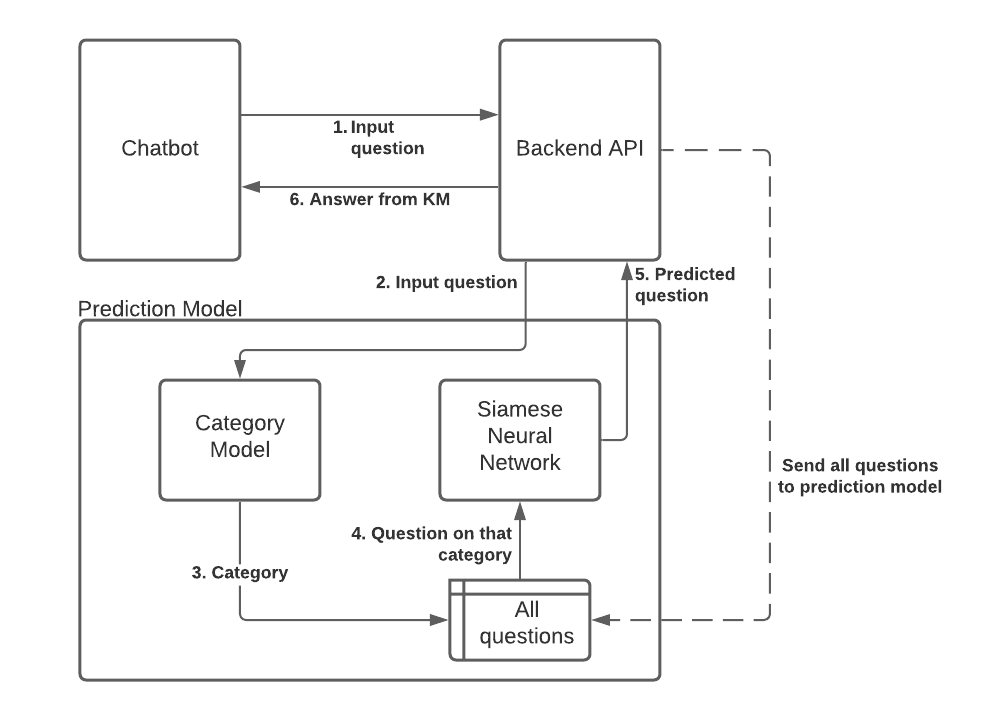 Chatbot
1. Input
question
Backend API
6. Answer from KM
2. Input question
5. Predicted
question
Prediction Model
Category
Model
Siamese
Neural
Network
Send all questions
to prediction model
4. Question on that
category
3. Category
All
questions